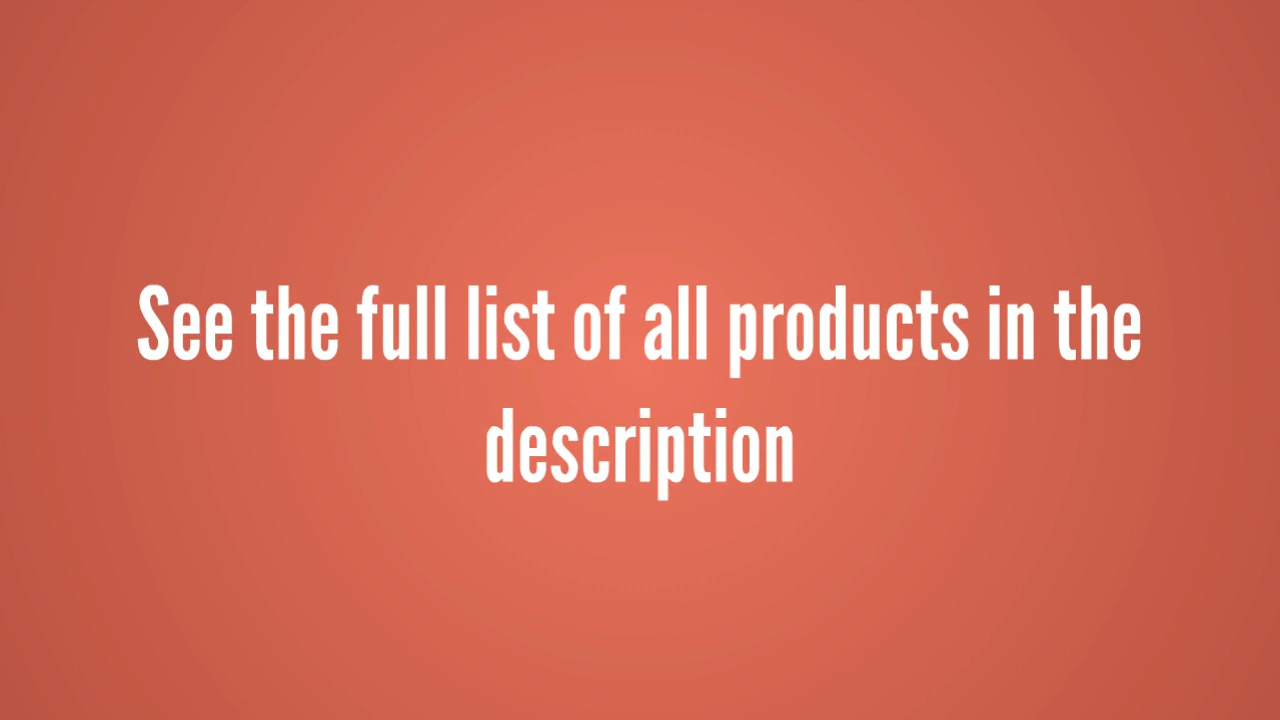 See the full list of all products in the
description